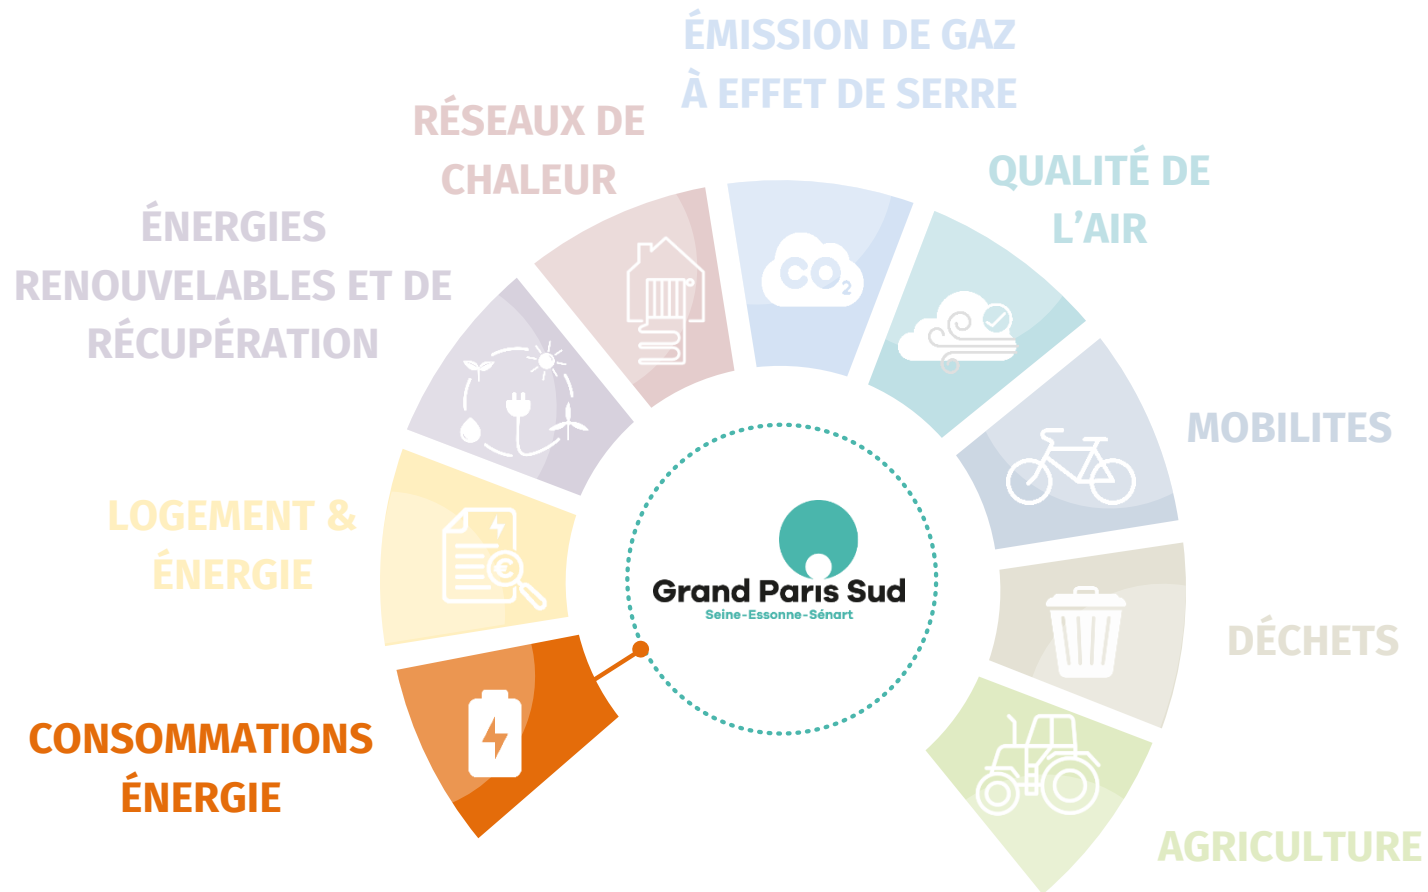 ÉMISSION DE GAZ
À EFFET DE SERRE
RÉSEAUX DE
CHALEUR
QUALITÉ DE
L'AIR
ÉNERGIES
RENOUVELABLES ET DE
RÉCUPÉRATION
CO2
MOBILITES
LOGEMENT &
ÉNERGIE
€
Grand Paris Sud
Seine-Essonne-Sénart
DÉCHETS
CONSOMMATIONS
ÉNERGIE
AGRICULTURE